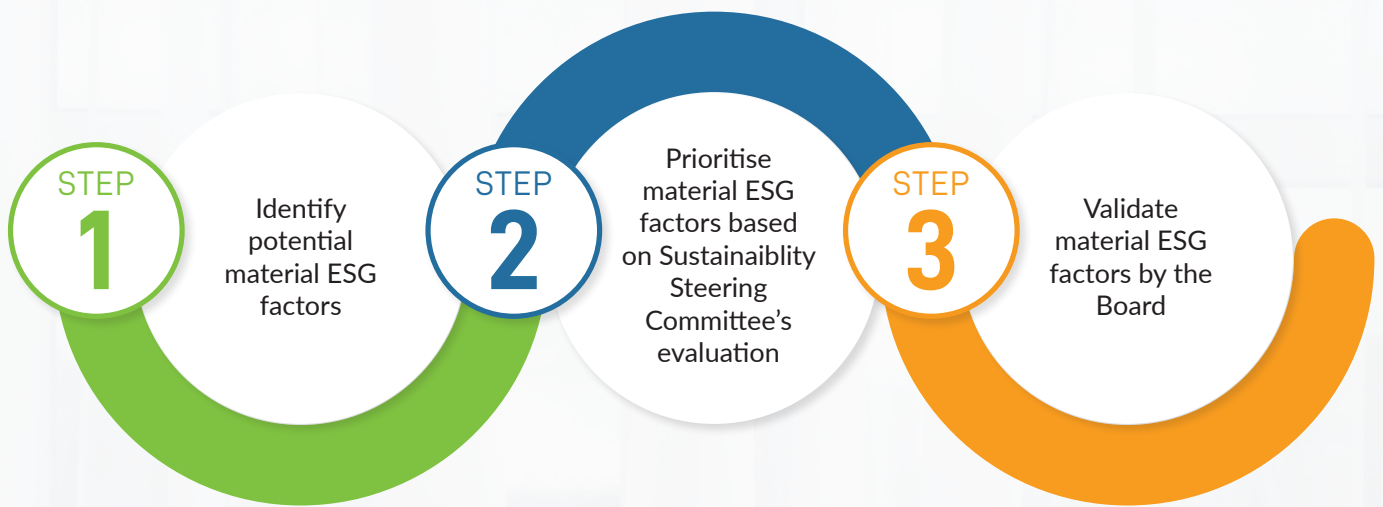 STEP
1
Identify
potential
material ESG
factors
STEP
2
Prioritise
material ESG
factors based
on Sustainaiblity
Steering
Committee’s
evaluation
STEP
3
Validate
material ESG
factors by the
Board